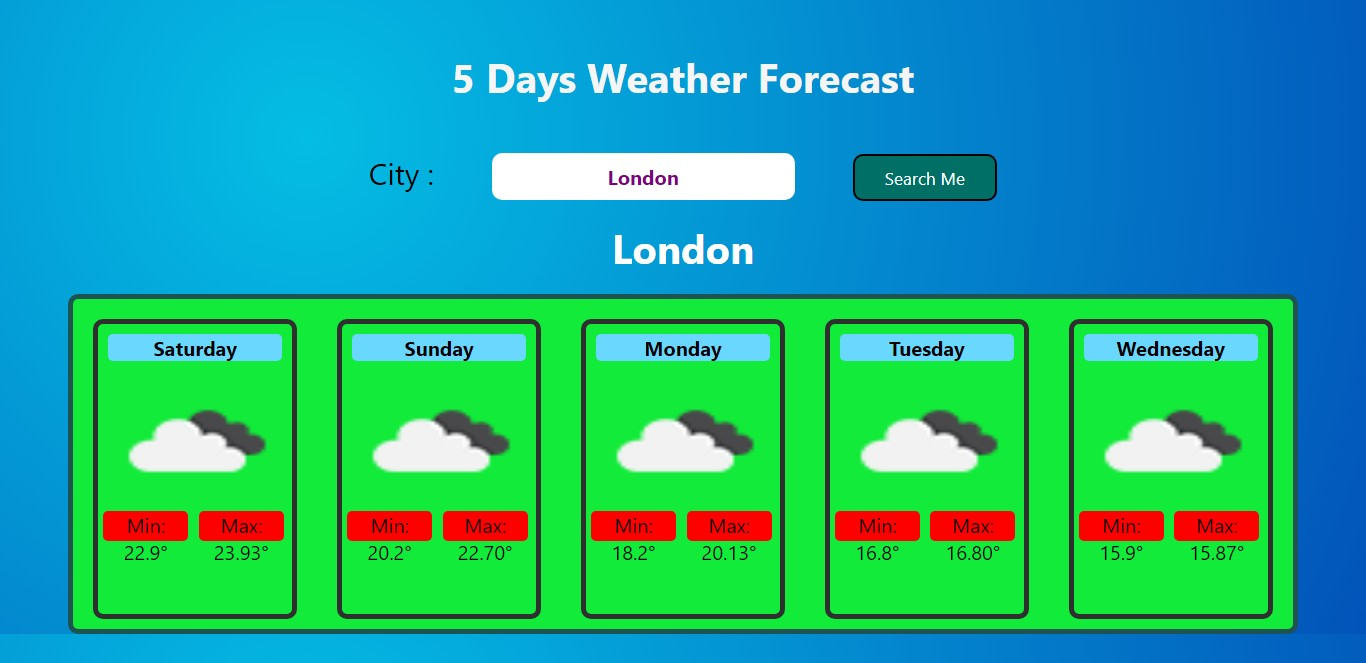 5 Days Weather Forecast
City : London Search Me
London
Saturday Sunday Monday Tuesday Wednesday
Min: Max: Min: Max: Min: Max: Min: Max: Min: Max:
22.9° 23.93° 20.2° 22.70° 18.2° 20.13° 16.8° 16.80° 15.9° 15.87°